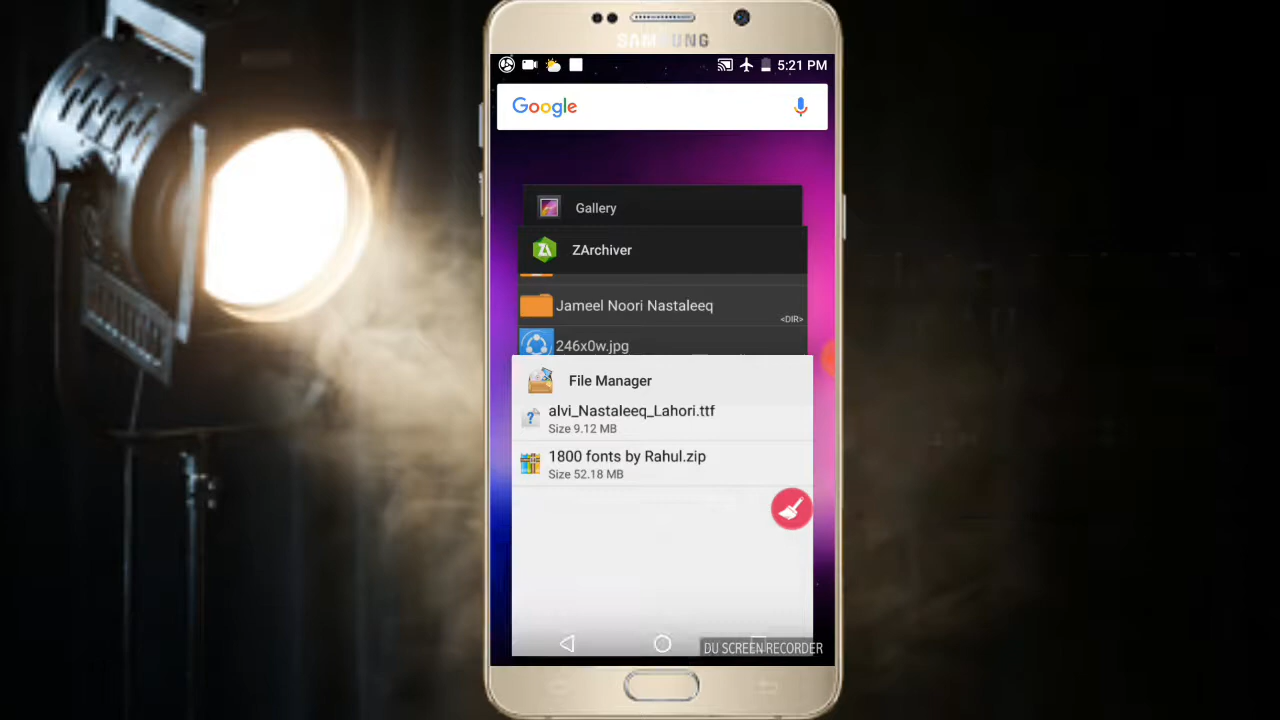 SAMSUNG
5:21 PM
Google
Gallery
ZArchiver
Jameel Noori Nastaleeq
<DIR>
246x0w.jpg
File Manager
alvi_Nastaleeq_Lahori.ttf
Size 9.12 MB
1800 fonts by Rahul.zip
Size 52.18 MB
DU SCREEN RECORDER